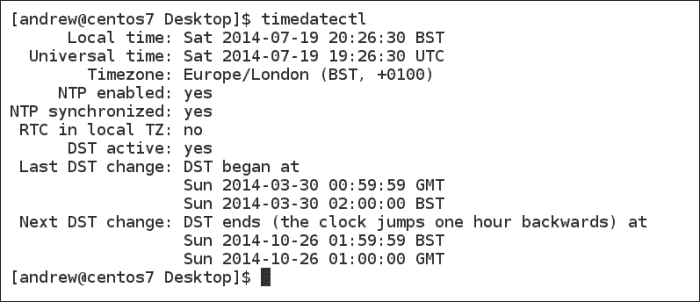 [andrew@centos7 Desktop]$ timedatectl
Local time: Sat 2014-07-19 20:26:30 BST
Universal time: Sat 2014-07-19 19:26:30 UTC
Timezone: Europe/London (BST, +0100)
NTP enabled: yes
NTP synchronized: yes
RTC in local TZ: no
DST active: yes
Last DST change: DST began at
Sun 2014-03-30 00:59:59 GMT
Sun 2014-03-30 02:00:00 BST
Next DST change: DST ends (the clock jumps one hour backwards) at
Sun 2014-10-26 01:59:59 BST
Sun 2014-10-26 01:00:00 GMT
[andrew@centos7 Desktop]$